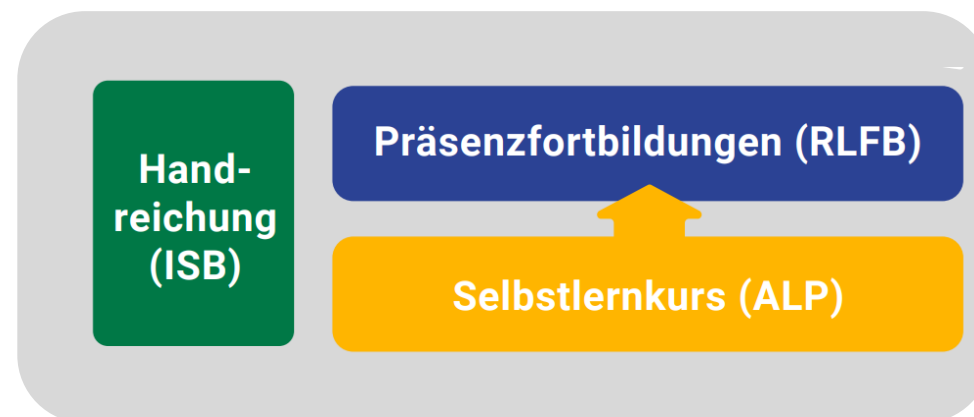 Hand-
reichung
(ISB)
Präsenzfortbildungen (RLFB)
Selbstlernkurs (ALP)